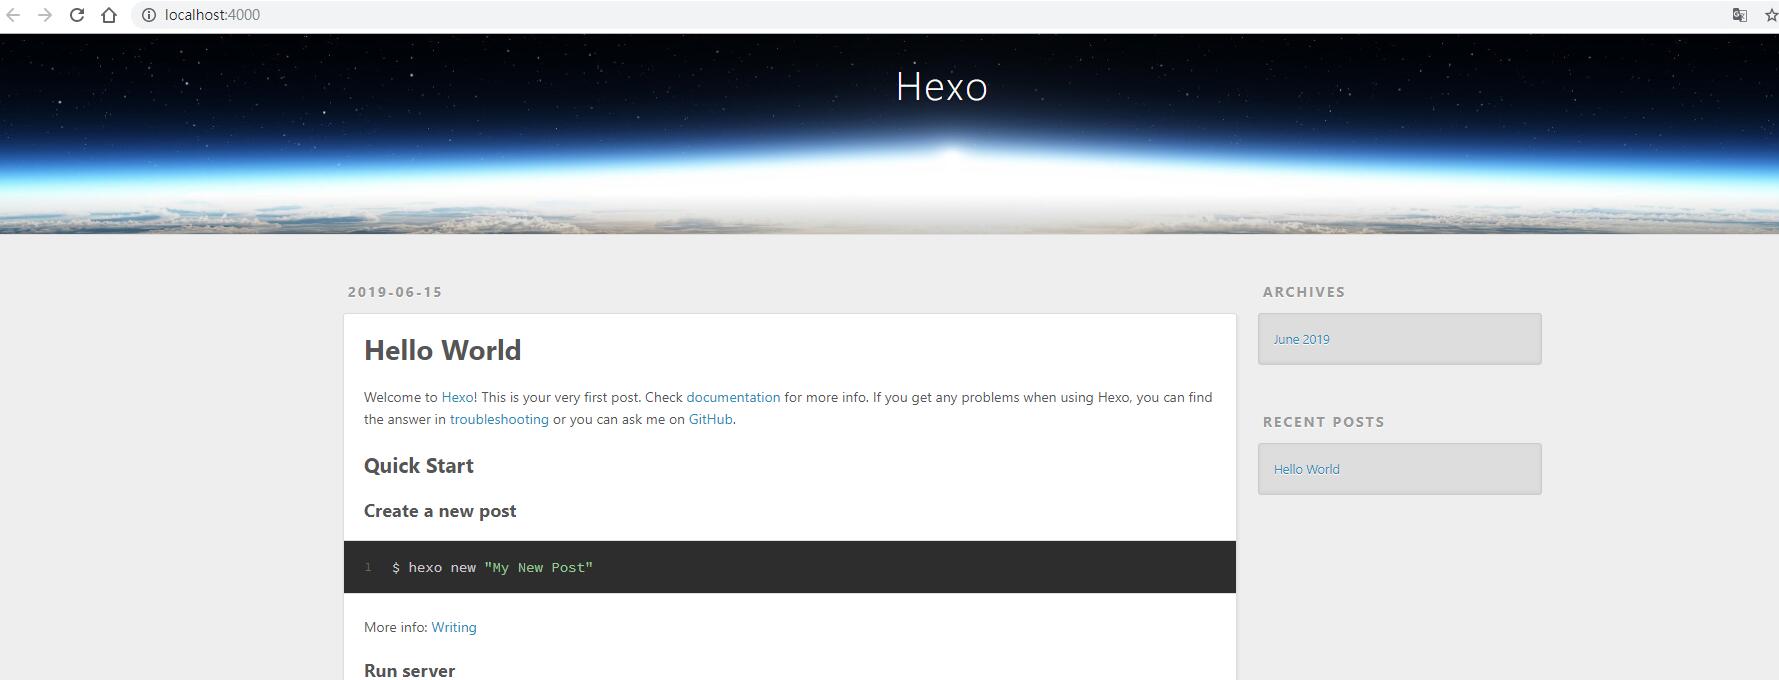 localhost:4000
Hexo
2019-06-15
Hello World
Welcome to Hexo! This is your very first post. Check documentation for more info. If you get any problems when using Hexo, you can find
the answer in troubleshooting or you can ask me on GitHub.
Quick Start
Create a new post
1 $ hexo new "My New Post"
More info: Writing
Run server
ARCHIVES
June 2019
RECENT POSTS
Hello World